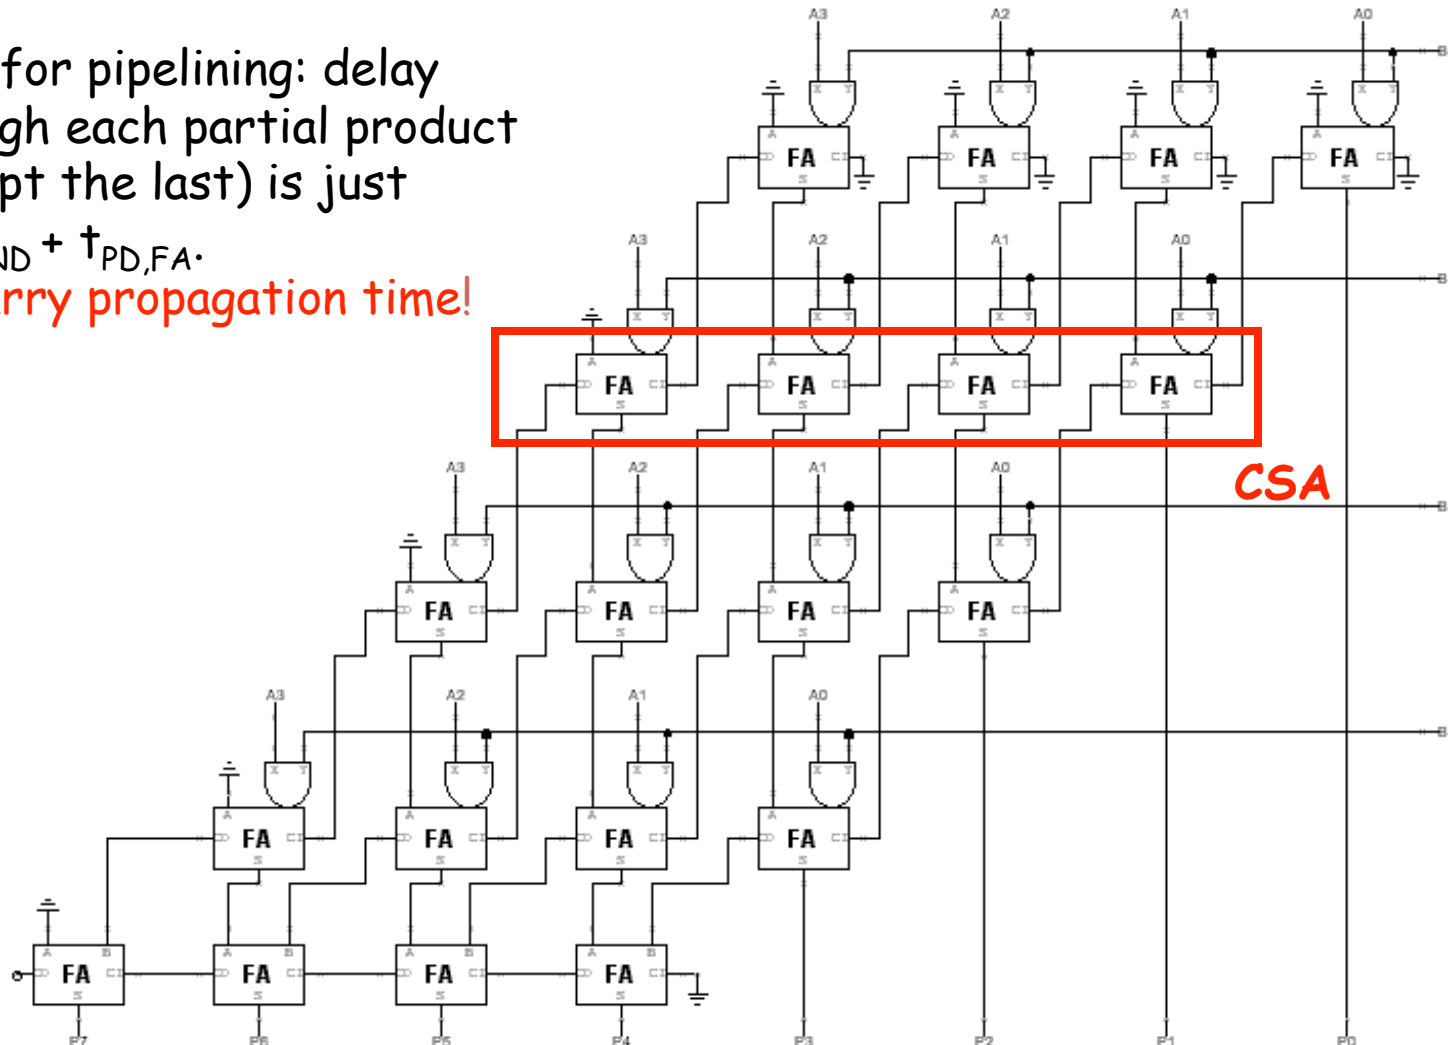 for pipelining: delay
gh each partial product
pt the last) is just
ND + tPD,FA.
rry propagation time!
A3 A2 A1 A0
FA FA FA FA
A3 A2 A1 A0
FA FA FA FA
CSA
A3 A2 A1 A0
FA FA FA FA
A3 A2 A1 A0
FA FA FA FA
FA FA FA FA
P7 P6 P5 P4 P3 P2 P1 P0